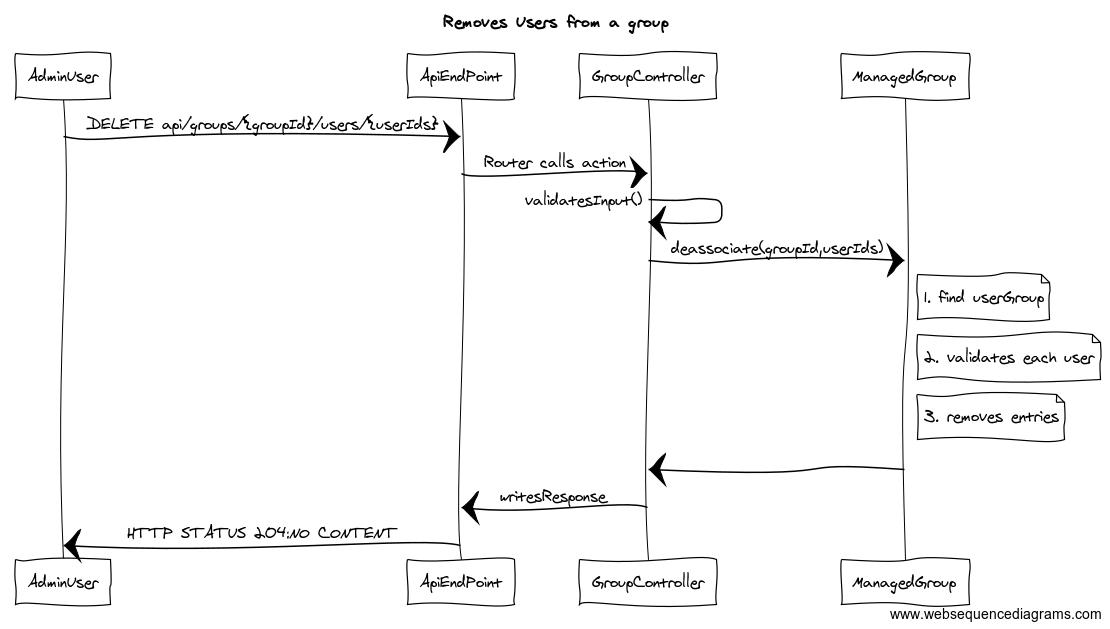 Removes Users from a group
AdminUser
ApiEndPoint
GroupController
ManagedGroup
DELETE api/groups/{groupId}/users/{userIds}
Router calls action
validatesInput()
deassociate(groupId,userIds)
1. find userGroup
2. validates each user
3. removes entries
writesResponse
HTTP STATUS 204:NO CONTENT
AdminUser
ApiEndPoint
GroupController
ManagedGroup
www.websequencediagrams.com